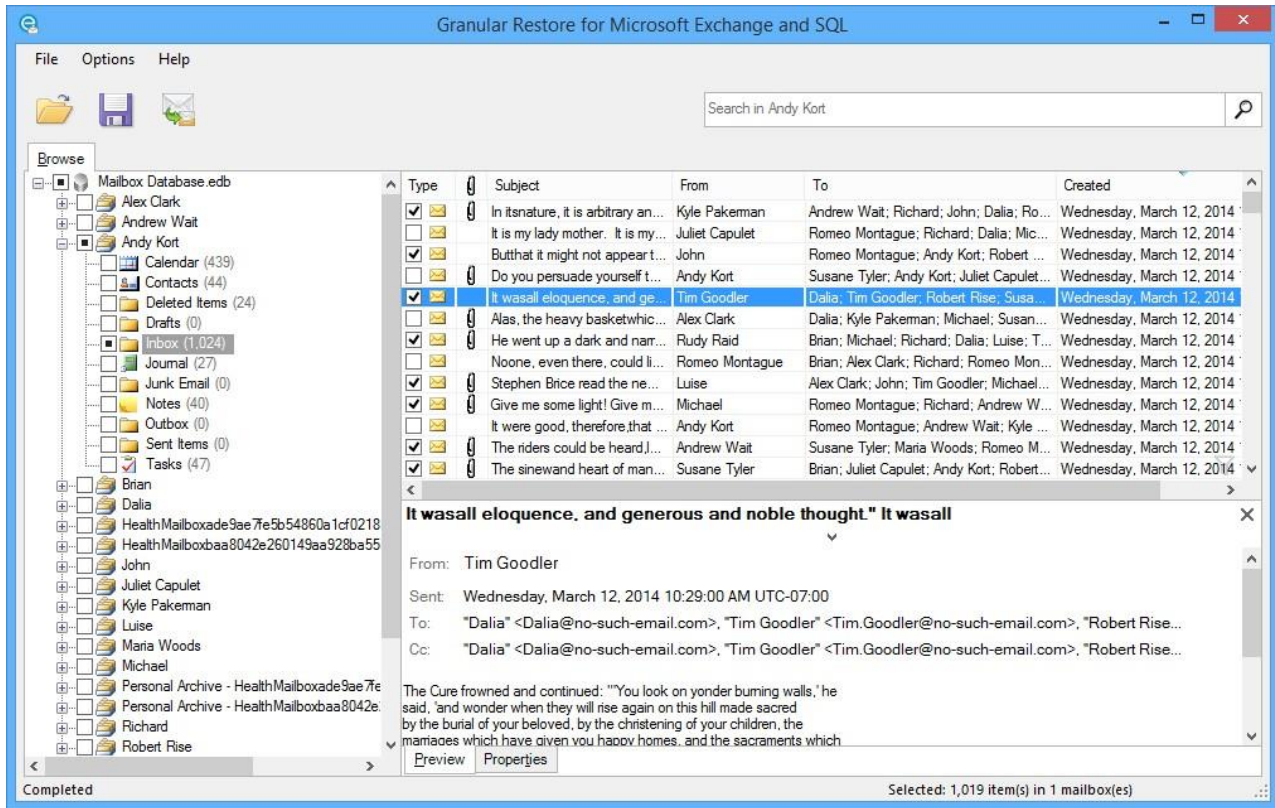 Granular Restore for Microsoft Exchange and SQL
File Options Help
Search in Andy Kort
Browse
Mailbox Database.edb
Alex Clark
Andrew Wait
Andy Kort
Calendar (439)
Contacts (44)
Deleted Items (24)
Drafts (0)
Inbox (1,024)
Journal (27)
Junk Email (0)
Notes (40)
Outbox (0)
Sent Items (0)
Tasks (47)
Brian
Dalia
HealthMailboxade9ae7fe5b54860a1cf0218
HealthMailboxbaa8042e260149aa928ba55
John
Juliet Capulet
Kyle Pakerman
Luise
Maria Woods
Michael
Personal Archive - HealthMailboxade9ae7fe
Personal Archive - HealthMailboxbaa8042e
Richard
Robert Rise
Type Subject From To Created
In itsnature, it is arbitrary an... Kyle Pakerman Andrew Wait; Richard; John; Dalia; Ro... Wednesday, March 12, 2014
It is my lady mother. It is my... Juliet Capulet Romeo Montague; Richard; Dalia; Mic... Wednesday, March 12, 2014
Butthat it might not appear t... John Romeo Montague; Andy Kort; Robert ... Wednesday, March 12, 2014
Do you persuade yourself t... Andy Kort Susane Tyler; Andy Kort; Juliet Capulet... Wednesday, March 12, 2014
It wasall eloquence, and ge... Tim Goodler Dalia; Tim Goodler; Robert Rise; Susa... Wednesday, March 12, 2014
Alas, the heavy basketwhic... Alex Clark Dalia; Kyle Pakerman; Michael; Susan... Wednesday, March 12, 2014
He went up a dark and narr... Rudy Raid Brian; Michael; Richard; Dalia; Luise; T... Wednesday, March 12, 2014
Noone, even there, could li... Romeo Montague Brian; Alex Clark; Richard; Romeo Mon... Wednesday, March 12, 2014
Stephen Brice read the ne... Luise Alex Clark; John; Tim Goodler; Michael... Wednesday, March 12, 2014
Give me some light! Give m... Michael Romeo Montague; Richard; Andrew W... Wednesday, March 12, 2014
It were good, therefore,that ... Andy Kort Romeo Montague; Andrew Wait; Kyle ... Wednesday, March 12, 2014
The riders could be heard,l... Andrew Wait Susane Tyler; Maria Woods; Romeo M... Wednesday, March 12, 2014
The sinewand heart of man... Susane Tyler Brian; Juliet Capulet; Andy Kort; Robert... Wednesday, March 12, 2014
It wasall eloquence, and generous and noble thought." It wasall
From: Tim Goodler
Sent: Wednesday, March 12, 2014 10:29:00 AM UTC-07:00
To: "Dalia" <Dalia@no-such-email.com>, "Tim Goodler" <Tim.Goodler@no-such-email.com>, "Robert Rise...
Cc: "Dalia" <Dalia@no-such-email.com>, "Tim Goodler" <Tim.Goodler@no-such-email.com>, "Robert Rise...
The Cure frowned and continued: "'You look on yonder burning walls,' he
said, 'and wonder when they will rise again on this hill made sacred
by the burial of your beloved, by the christening of your children, the
marriages which have given you happy homes, and the sacraments which
Preview Properties
Completed Selected: 1,019 item(s) in 1 mailbox(es)